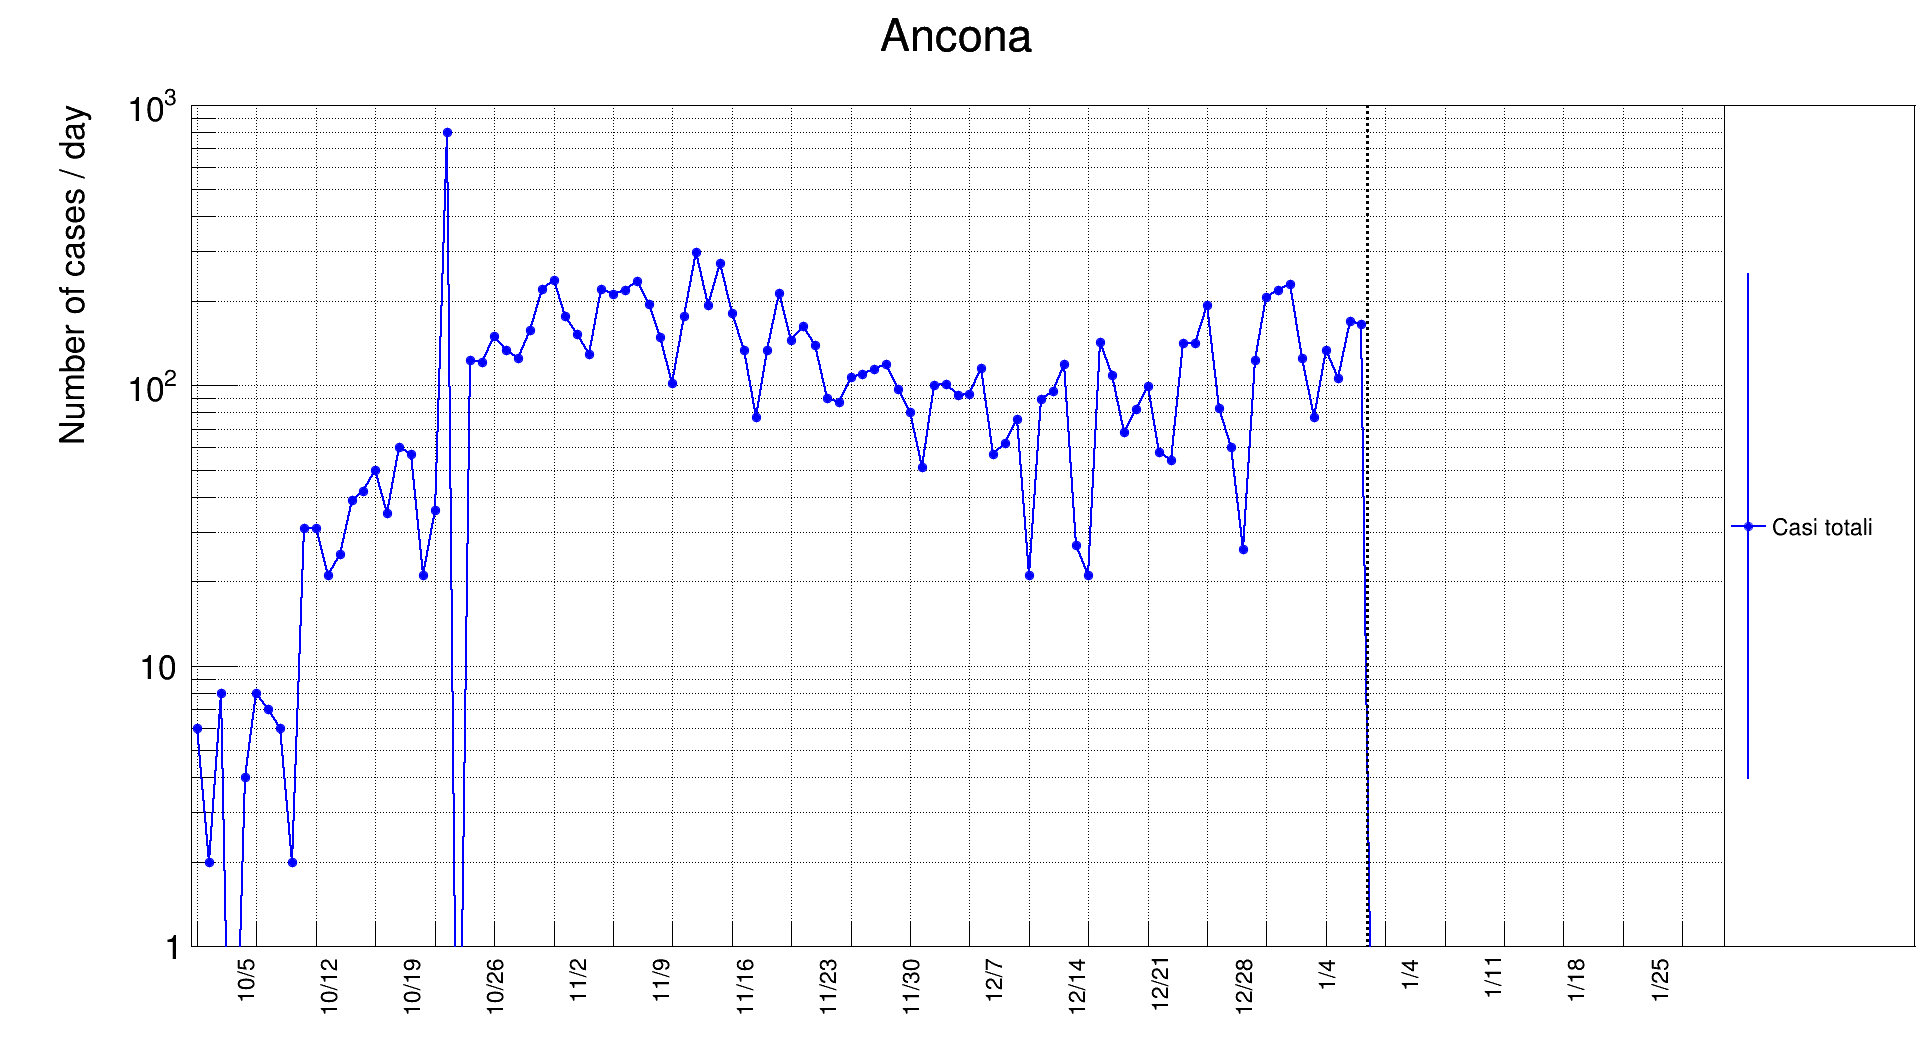 Ancona
Number of cases / day
10³
10²
10
1
10/5 10/12 10/19 10/26 11/2 11/9 11/16 11/23 11/30 12/7 12/14 12/21 12/28 1/4 1/4 1/11 1/18 1/25
Casi totali